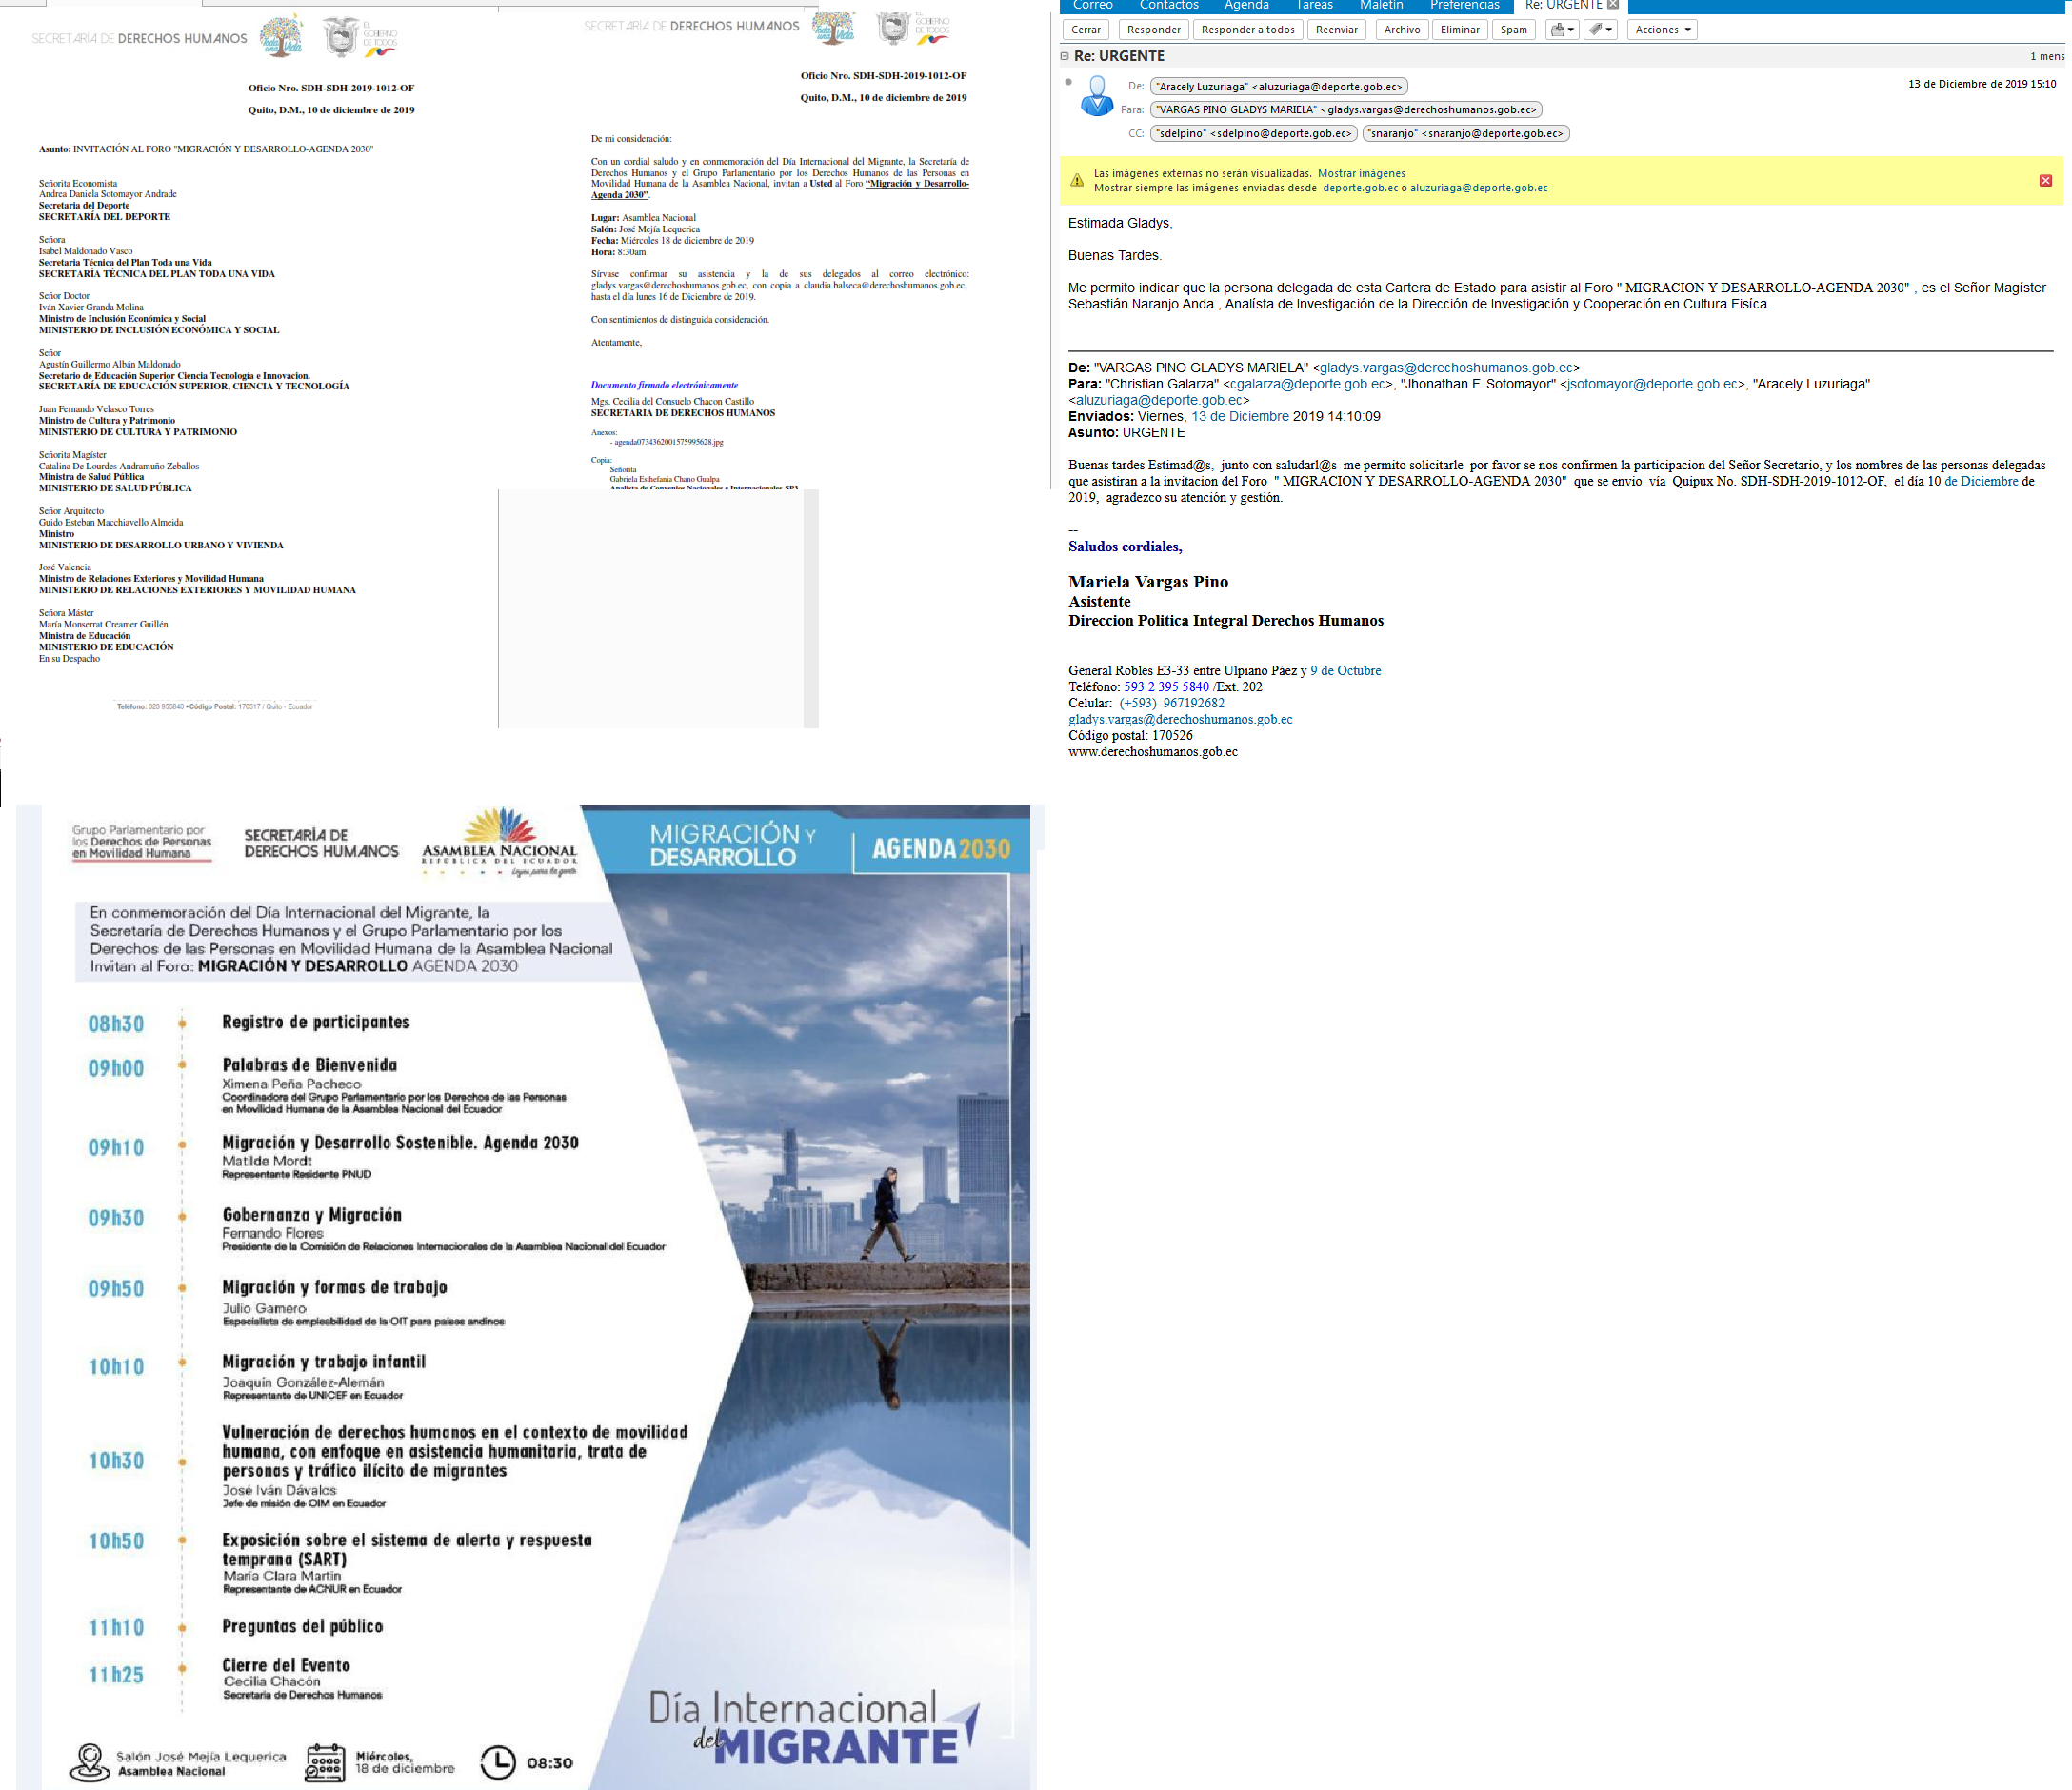 SECRETARÍA DE DERECHOS HUMANOS
Toda una Vida
EL GOBIERNO DE TODOS
Oficio Nro. SDH-SDH-2019-1012-OF
Quito, D.M., 10 de diciembre de 2019
Asunto: INVITACIÓN AL FORO "MIGRACIÓN Y DESARROLLO-AGENDA 2030"
Señorita Economista
Andrea Daniela Sotomayor Andrade
Secretaria del Deporte
SECRETARÍA DEL DEPORTE
Señora
Isabel Maldonado Vasco
Secretaria Técnica del Plan Toda una Vida
SECRETARÍA TÉCNICA DEL PLAN TODA UNA VIDA
Señor Doctor
Iván Xavier Granda Molina
Ministro de Inclusión Económica y Social
MINISTERIO DE INCLUSIÓN ECONÓMICA Y SOCIAL
Señor
Agustín Guillermo Albán Maldonado
Secretario de Educación Superior Ciencia Tecnología e Innovacion.
SECRETARÍA DE EDUCACIÓN SUPERIOR, CIENCIA Y TECNOLOGÍA
Juan Fernando Velasco Torres
Ministro de Cultura y Patrimonio
MINISTERIO DE CULTURA Y PATRIMONIO
Señorita Magíster
Catalina De Lourdes Andramuño Zeballos
Ministra de Salud Pública
MINISTERIO DE SALUD PÚBLICA
Señor Arquitecto
Guido Esteban Macchiavello Almeida
Ministro
MINISTERIO DE DESARROLLO URBANO Y VIVIENDA
José Valencia
Ministro de Relaciones Exteriores y Movilidad Humana
MINISTERIO DE RELACIONES EXTERIORES Y MOVILIDAD HUMANA
Señora Máster
María Monserrat Creamer Guillén
Ministra de Educación
MINISTERIO DE EDUCACIÓN
En su Despacho
Teléfono: 023 955840 • Código Postal: 170517 / Quito - Ecuador
SECRETARÍA DE DERECHOS HUMANOS
EL GOBIERNO DE TODOS
Oficio Nro. SDH-SDH-2019-1012-OF
Quito, D.M., 10 de diciembre de 2019
De mi consideración:
Con un cordial saludo y en conmemoración del Día Internacional del Migrante, la Secretaría de
Derechos Humanos y el Grupo Parlamentario por los Derechos Humanos de las Personas en
Movilidad Humana de la Asamblea Nacional, invitan a Usted al Foro "Migración y Desarrollo-
Agenda 2030".
Lugar: Asamblea Nacional
Salón: José Mejía Lequerica
Fecha: Miércoles 18 de diciembre de 2019
Hora: 8:30am
Sírvase confirmar su asistencia y la de sus delegados al correo electrónico:
gladys.vargas@derechoshumanos.gob.ec, con copia a claudia.balseca@derechoshumanos.gob.ec,
hasta el día lunes 16 de Diciembre de 2019.
Con sentimientos de distinguida consideración.
Atentamente,
Documento firmado electrónicamente
Mgs. Cecilia del Consuelo Chacon Castillo
SECRETARIA DE DERECHOS HUMANOS
Anexos:
- agenda0734362001575995628.jpg
Copia:
Señorita
Gabriela Esthefania Chano Gualpa
Analista de Convenios Nacionales e Internacionales SP3
Correo Contactos Agenda Tareas Maletín Preferencias Re: URGENTE
Cerrar Responder Responder a todos Reenviar Archivo Eliminar Spam Acciones
Re: URGENTE 1 mens
De: "Aracely Luzuriaga" <aluzuriaga@deporte.gob.ec> 13 de Diciembre de 2019 15:10
Para: "VARGAS PINO GLADYS MARIELA" <gladys.vargas@derechoshumanos.gob.ec>
CC: "sdelpino" <sdelpino@deporte.gob.ec> "snaranjo" <snaranjo@deporte.gob.ec>
Las imágenes externas no serán visualizadas. Mostrar imágenes
Mostrar siempre las imágenes enviadas desde deporte.gob.ec o aluzuriaga@deporte.gob.ec
Estimada Gladys,
Buenas Tardes.
Me permito indicar que la persona delegada de esta Cartera de Estado para asistir al Foro " MIGRACION Y DESARROLLO-AGENDA 2030" , es el Señor Magíster
Sebastián Naranjo Anda , Analísta de Investigación de la Dirección de Investigación y Cooperación en Cultura Fisíca.
De: "VARGAS PINO GLADYS MARIELA" <gladys.vargas@derechoshumanos.gob.ec>
Para: "Christian Galarza" <cgalarza@deporte.gob.ec>, "Jhonathan F. Sotomayor" <jsotomayor@deporte.gob.ec>, "Aracely Luzuriaga"
<aluzuriaga@deporte.gob.ec>
Enviados: Viernes, 13 de Diciembre 2019 14:10:09
Asunto: URGENTE
Buenas tardes Estimad@s, junto con saludarl@s me permito solicitarle por favor se nos confirmen la participacion del Señor Secretario, y los nombres de las personas delegadas
que asistiran a la invitacion del Foro " MIGRACION Y DESARROLLO-AGENDA 2030" que se envio vía Quipux No. SDH-SDH-2019-1012-OF, el día 10 de Diciembre de
2019, agradezco su atención y gestión.
--
Saludos cordiales,
Mariela Vargas Pino
Asistente
Direccion Politica Integral Derechos Humanos
General Robles E3-33 entre Ulpiano Páez y 9 de Octubre
Teléfono: 593 2 395 5840 /Ext. 202
Celular: (+593) 967192682
gladys.vargas@derechoshumanos.gob.ec
Código postal: 170526
www.derechoshumanos.gob.ec
Grupo Parlamentario por
los Derechos de Personas
en Movilidad Humana
SECRETARÍA DE
DERECHOS HUMANOS
ASAMBLEA NACIONAL
REPÚBLICA DEL ECUADOR
Leyes para la gente
MIGRACIÓN Y
DESARROLLO
AGENDA2030
En conmemoración del Día Internacional del Migrante, la
Secretaría de Derechos Humanos y el Grupo Parlamentario por los
Derechos de las Personas en Movilidad Humana de la Asamblea Nacional
Invitan al Foro: MIGRACIÓN Y DESARROLLO AGENDA 2030
08h30 Registro de participantes
09h00 Palabras de Bienvenida
Ximena Peña Pacheco
Coordinadora del Grupo Parlamentario por los Derechos de las Personas
en Movilidad Humana de la Asamblea Nacional del Ecuador
09h10 Migración y Desarrollo Sostenible. Agenda 2030
Matilde Mordt
Representante Residente PNUD
09h30 Gobernanza y Migración
Fernando Flores
Presidente de la Comisión de Relaciones Internacionales de la Asamblea Nacional del Ecuador
09h50 Migración y formas de trabajo
Julio Gamero
Especialista de empleabilidad de la OIT para países andinos
10h10 Migración y trabajo infantil
Joaquín González-Alemán
Representante de UNICEF en Ecuador
10h30 Vulneración de derechos humanos en el contexto de movilidad
humana, con enfoque en asistencia humanitaria, trata de
personas y tráfico ilícito de migrantes
José Iván Dávalos
Jefe de misión de OIM en Ecuador
10h50 Exposición sobre el sistema de alerta y respuesta
temprana (SART)
María Clara Martin
Representante de ACNUR en Ecuador
11h10 Preguntas del público
11h25 Cierre del Evento
Cecilia Chacón
Secretaria de Derechos Humanos
Día Internacional
del MIGRANTE
Salón José Mejía Lequerica
Asamblea Nacional
Miércoles,
18 de diciembre
08:30